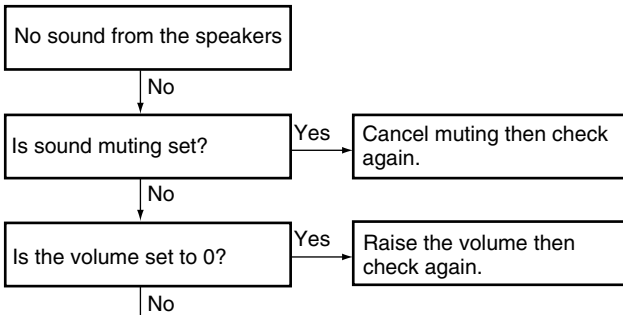 No sound from the speakers
No
Is sound muting set?
Yes
Cancel muting then check
again.
No
Is the volume set to 0?
Yes
Raise the volume then
check again.
No